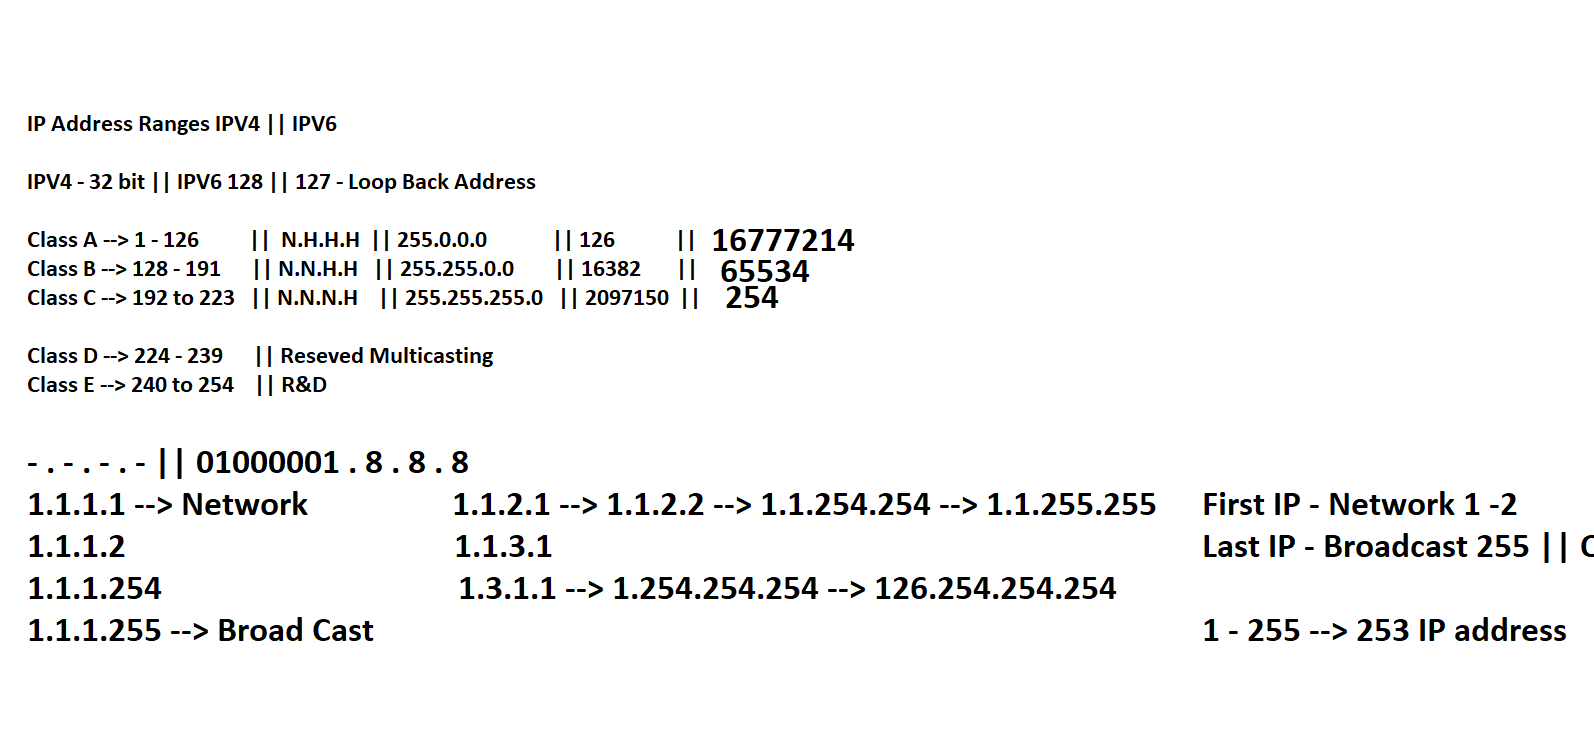 IP Address Ranges IPV4 || IPV6
IPV4 - 32 bit || IPV6 128 || 127 - Loop Back Address
Class A --> 1 - 126 || N.H.H.H || 255.0.0.0 || 126 || 16777214
Class B --> 128 - 191 || N.N.H.H || 255.255.0.0 || 16382 || 65534
Class C --> 192 to 223 || N.N.N.H || 255.255.255.0 || 2097150 || 254
Class D --> 224 - 239 || Reseved Multicasting
Class E --> 240 to 254 || R&D
- . - . - . - || 01000001 . 8 . 8 . 8
1.1.1.1 --> Network 1.1.2.1 --> 1.1.2.2 --> 1.1.254.254 --> 1.1.255.255 First IP - Network 1 -2
1.1.1.2 1.1.3.1 Last IP - Broadcast 255 ||
1.1.1.254 1.3.1.1 --> 1.254.254.254 --> 126.254.254.254
1.1.1.255 --> Broad Cast 1 - 255 --> 253 IP address